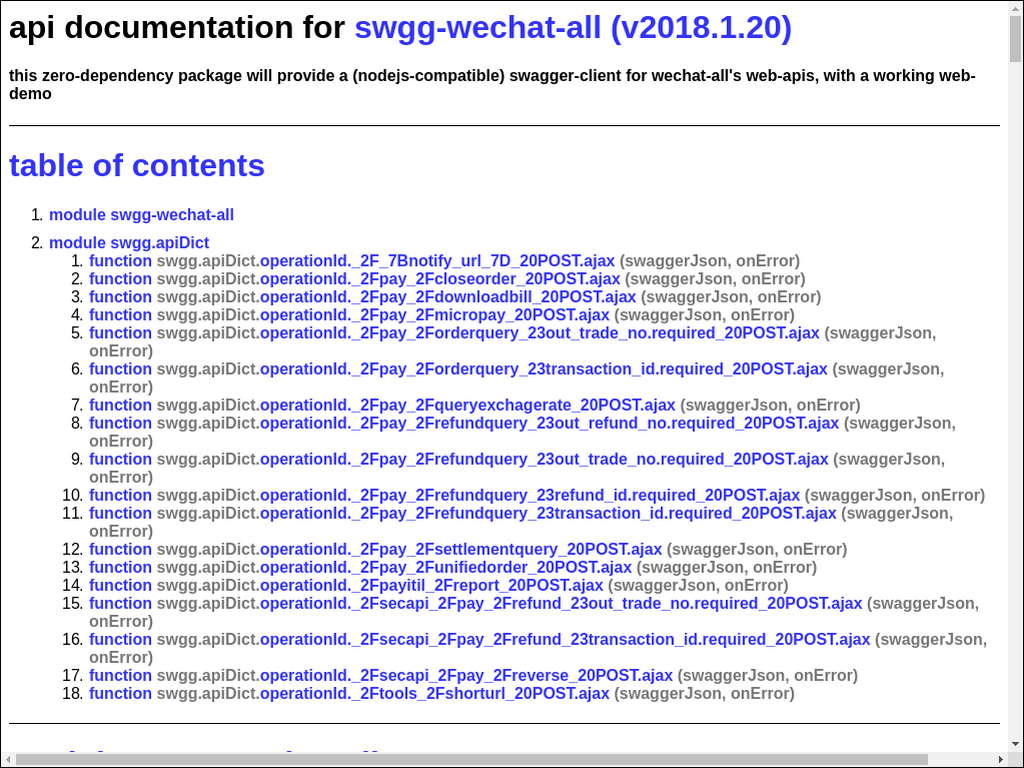 api documentation for swgg-wechat-all (v2018.1.20)
this zero-dependency package will provide a (nodejs-compatible) swagger-client for wechat-all's web-apis, with a working web-
demo
table of contents
1. module swgg-wechat-all
2. module swgg.apiDict
1. function swgg.apiDict.operationId._2F_7Bnotify_url_7D_20POST.ajax (swaggerJson, onError)
2. function swgg.apiDict.operationId._2Fpay_2Fcloseorder_20POST.ajax (swaggerJson, onError)
3. function swgg.apiDict.operationId._2Fpay_2Fdownloadbill_20POST.ajax (swaggerJson, onError)
4. function swgg.apiDict.operationId._2Fpay_2Fmicropay_20POST.ajax (swaggerJson, onError)
5. function swgg.apiDict.operationId._2Fpay_2Forderquery_23out_trade_no.required_20POST.ajax (swaggerJson,
onError)
6. function swgg.apiDict.operationId._2Fpay_2Forderquery_23transaction_id.required_20POST.ajax (swaggerJson,
onError)
7. function swgg.apiDict.operationId._2Fpay_2Fqueryexchagerate_20POST.ajax (swaggerJson, onError)
8. function swgg.apiDict.operationId._2Fpay_2Frefundquery_23out_refund_no.required_20POST.ajax (swaggerJson,
onError)
9. function swgg.apiDict.operationId._2Fpay_2Frefundquery_23out_trade_no.required_20POST.ajax (swaggerJson,
onError)
10. function swgg.apiDict.operationId._2Fpay_2Frefundquery_23refund_id.required_20POST.ajax (swaggerJson, onError)
11. function swgg.apiDict.operationId._2Fpay_2Frefundquery_23transaction_id.required_20POST.ajax (swaggerJson,
onError)
12. function swgg.apiDict.operationId._2Fpay_2Fsettlementquery_20POST.ajax (swaggerJson, onError)
13. function swgg.apiDict.operationId._2Fpay_2Funifiedorder_20POST.ajax (swaggerJson, onError)
14. function swgg.apiDict.operationId._2Fpayitil_2Freport_20POST.ajax (swaggerJson, onError)
15. function swgg.apiDict.operationId._2Fsecapi_2Fpay_2Frefund_23out_trade_no.required_20POST.ajax (swaggerJson,
onError)
16. function swgg.apiDict.operationId._2Fsecapi_2Fpay_2Frefund_23transaction_id.required_20POST.ajax (swaggerJson,
onError)
17. function swgg.apiDict.operationId._2Fsecapi_2Fpay_2Freverse_20POST.ajax (swaggerJson, onError)
18. function swgg.apiDict.operationId._2Ftools_2Fshorturl_20POST.ajax (swaggerJson, onError)